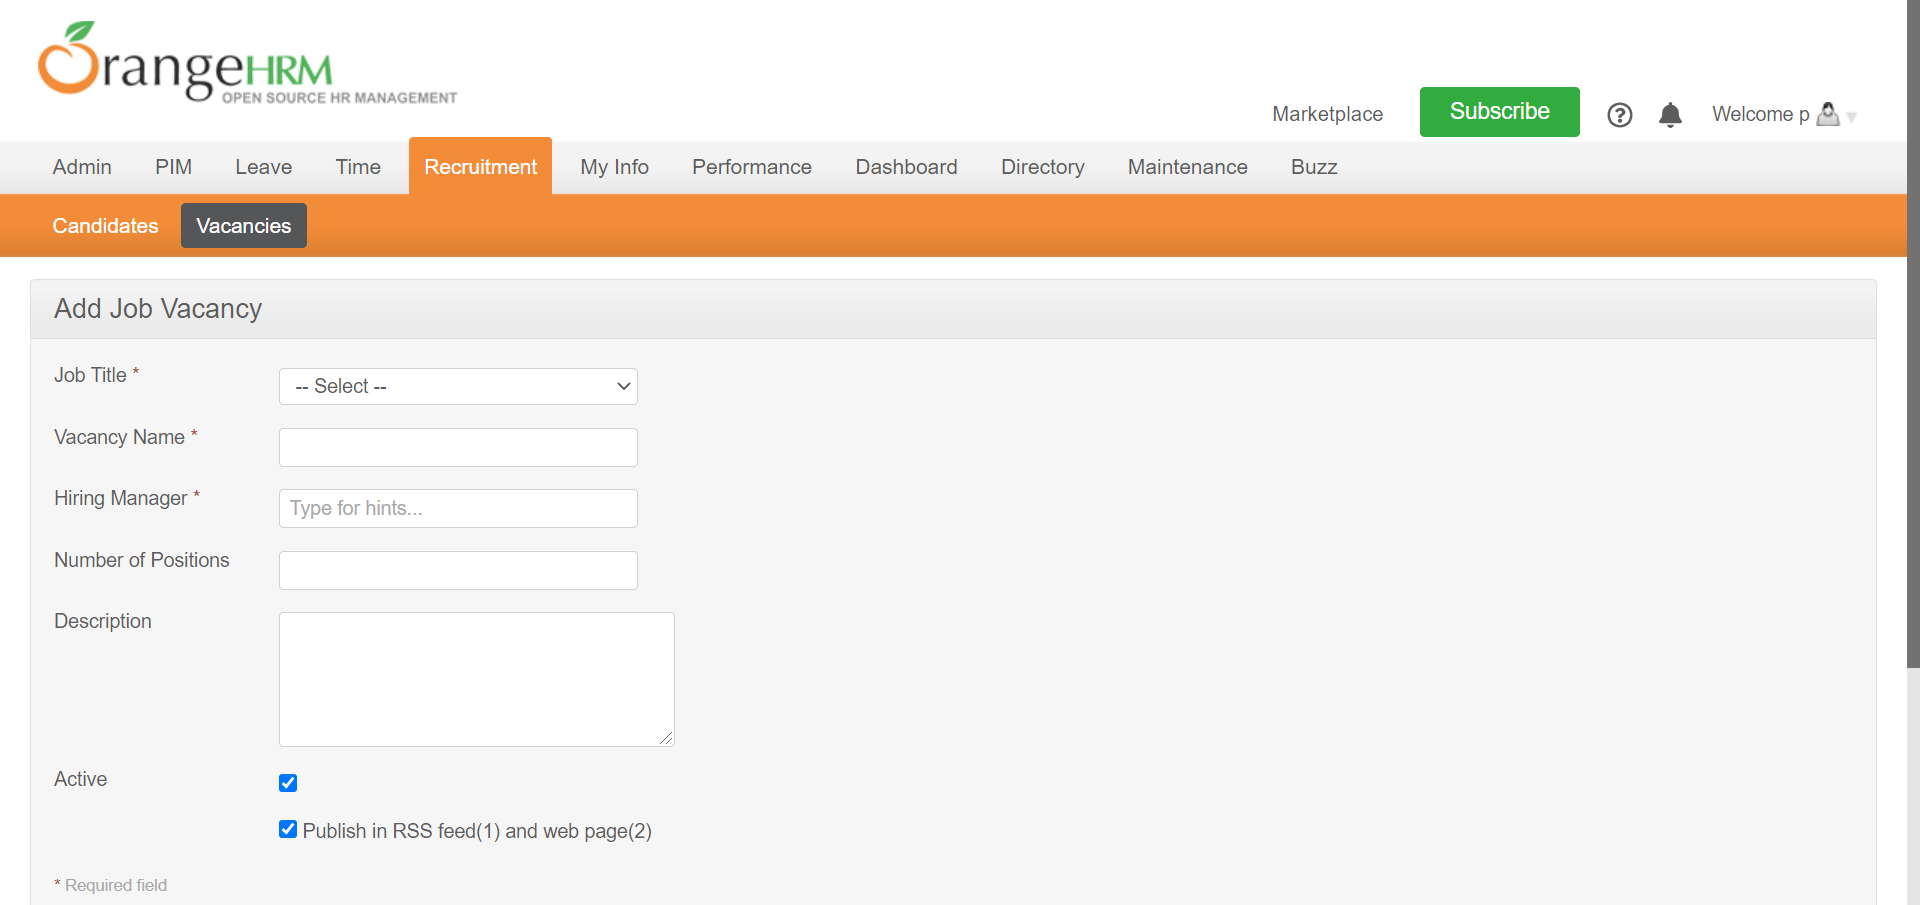 OrangeHRM
OPEN SOURCE HR MANAGEMENT
Marketplace
Subscribe
Welcome p
Admin PIM Leave Time Recruitment My Info Performance Dashboard Directory Maintenance Buzz
Candidates Vacancies
Add Job Vacancy
Job Title *
-- Select --
Vacancy Name *
Hiring Manager *
Type for hints...
Number of Positions
Description
Active
Publish in RSS feed(1) and web page(2)
* Required field